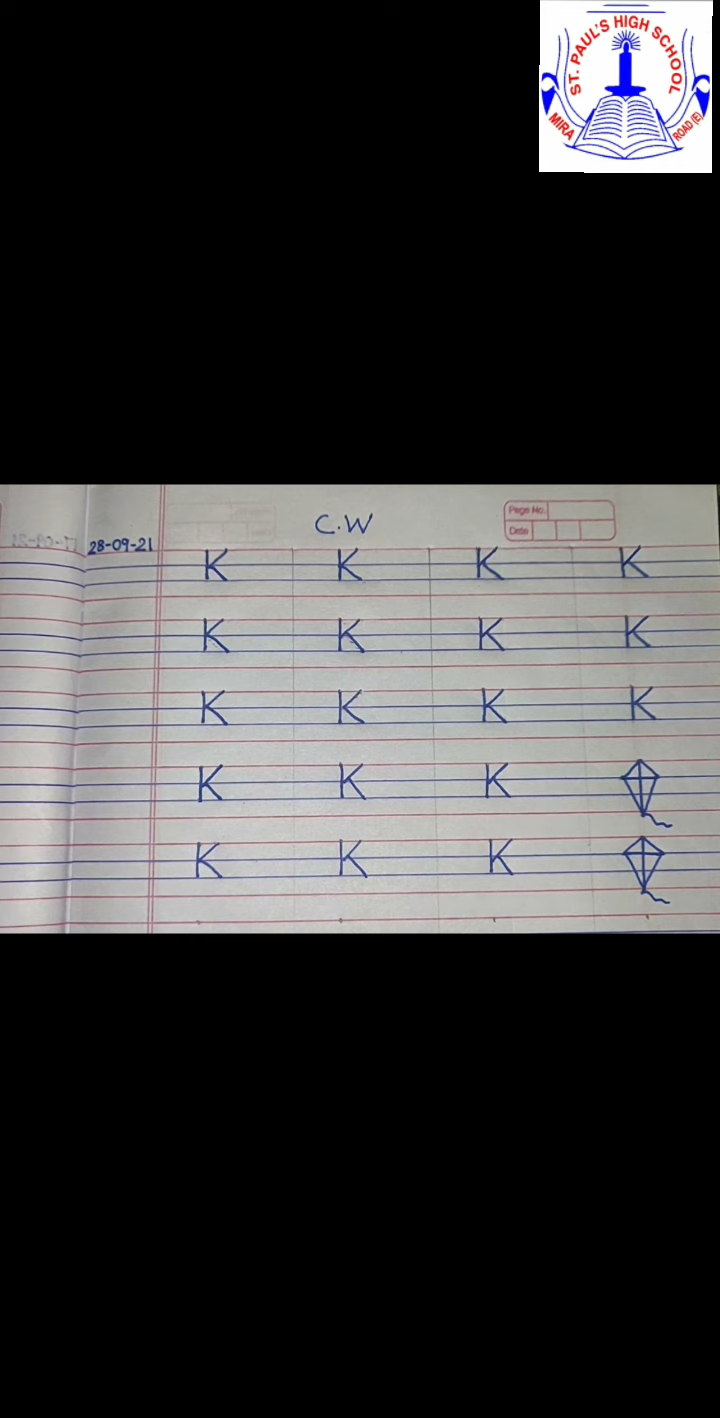 ST. PAUL'S HIGH SCHOOL
MIRA ROAD (E)
C.W
Page No.
Date
28-09-21
K K K K
K K K K
K K K K
K K K
K K K